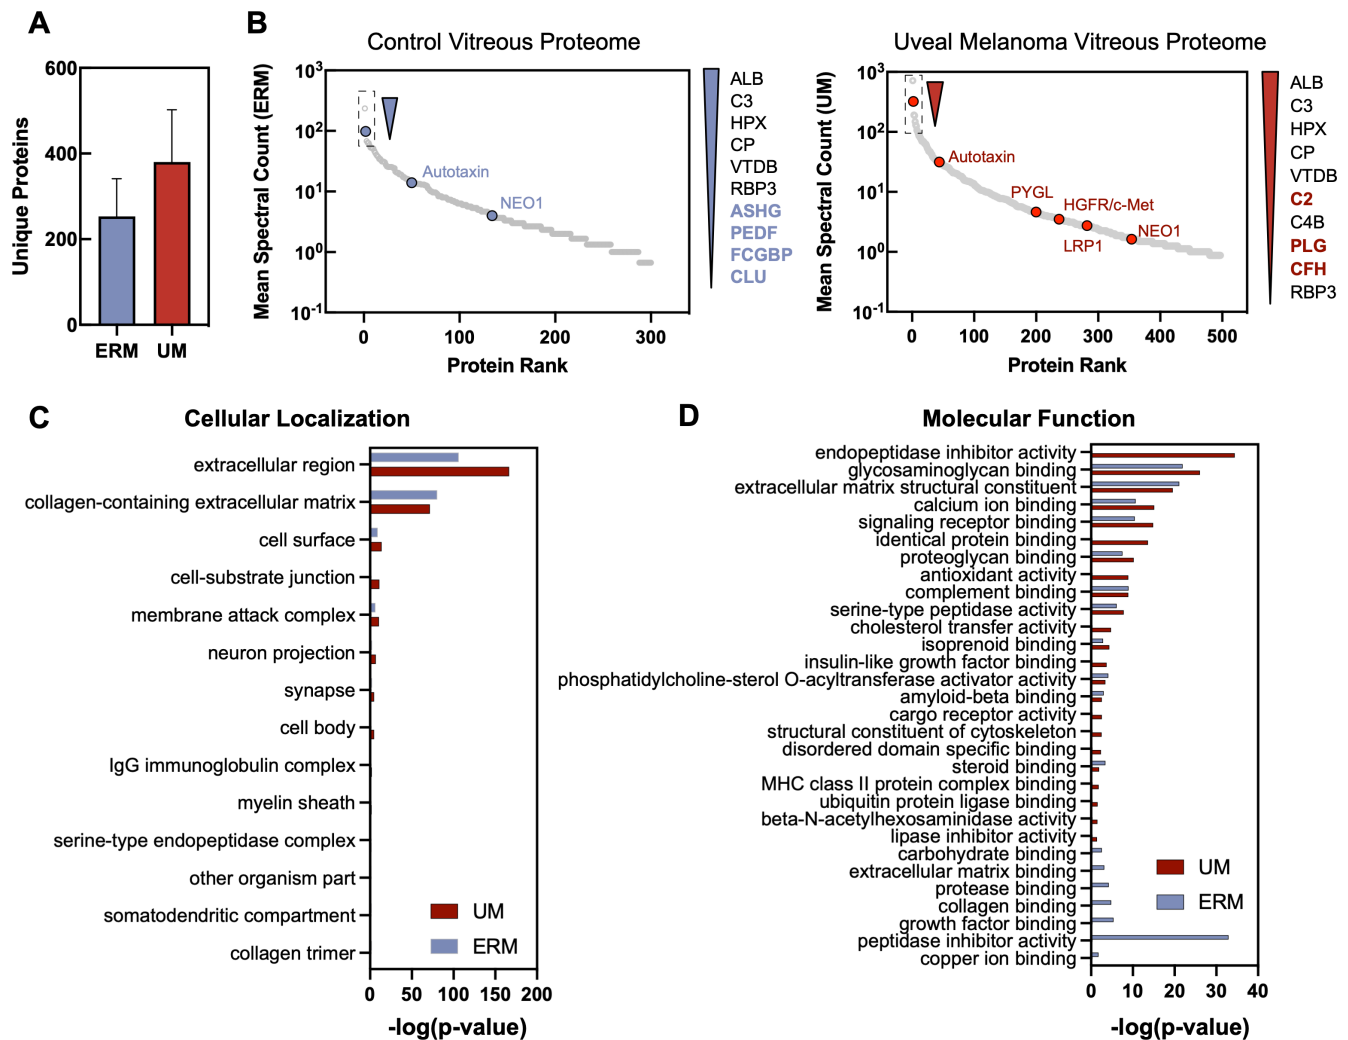 A
Unique Proteins
600
400
200
0
ERM
UM
B
Control Vitreous Proteome
Mean Spectral Count (ERM)
10³
10²
10¹
10⁰
10⁻¹
Autotaxin
NEO1
0
100
200
300
Protein Rank
ALB
C3
HPX
CP
VTDB
RBP3
ASHG
PEDF
FCGBP
CLU
Uveal Melanoma Vitreous Proteome
Mean Spectral Count (UM)
10³
10²
10¹
10⁰
10⁻¹
Autotaxin
PYGL
HGFR/c-Met
LRP1
NEO1
0
100
200
300
400
500
Protein Rank
ALB
C3
HPX
CP
VTDB
C2
C4B
PLG
CFH
RBP3
C
Cellular Localization
extracellular region
collagen-containing extracellular matrix
cell surface
cell-substrate junction
membrane attack complex
neuron projection
synapse
cell body
IgG immunoglobulin complex
myelin sheath
serine-type endopeptidase complex
other organism part
somatodendritic compartment
collagen trimer
UM
ERM
0
50
100
150
200
-log(p-value)
D
Molecular Function
endopeptidase inhibitor activity
glycosaminoglycan binding
extracellular matrix structural constituent
calcium ion binding
signaling receptor binding
identical protein binding
proteoglycan binding
antioxidant activity
complement binding
serine-type peptidase activity
cholesterol transfer activity
isoprenoid binding
insulin-like growth factor binding
phosphatidylcholine-sterol O-acyltransferase activator activity
amyloid-beta binding
cargo receptor activity
structural constituent of cytoskeleton
disordered domain specific binding
steroid binding
MHC class II protein complex binding
ubiquitin protein ligase binding
beta-N-acetylhexosaminidase activity
lipase inhibitor activity
carbohydrate binding
extracellular matrix binding
protease binding
collagen binding
growth factor binding
peptidase inhibitor activity
copper ion binding
UM
ERM
0
10
20
30
40
-log(p-value)